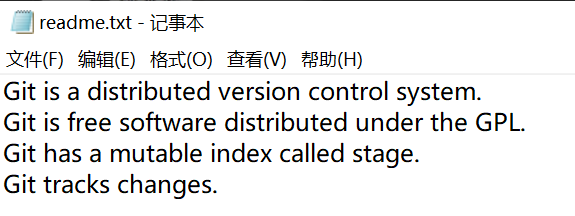 readme.txt - 记事本
文件(F) 编辑(E) 格式(O) 查看(V) 帮助(H)
Git is a distributed version control system.
Git is free software distributed under the GPL.
Git has a mutable index called stage.
Git tracks changes.